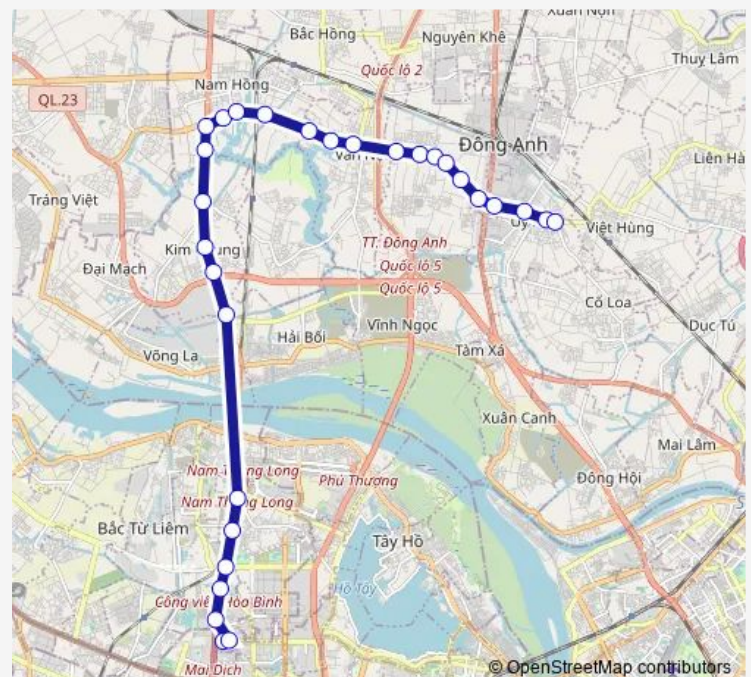 Xuân Nộn
Bắc Hồng
Nguyên Khê
Thuỵ Lâm
Quốc lộ 2
Nam Hồng
QL.23
Đông Anh
Liên Hà
Tráng Việt
Việt Hùng
TT. Đông Anh
Đại Mạch
Quốc lộ 5
Quốc lộ 5
Cổ Loa
Vĩnh Ngọc
Hải Bối
Dục Tú
Võng La
Tàm Xá
Xuân Canh
Mai Lâm
Đông Hội
Phú Thượng
Bắc Từ Liêm
Tây Hồ
Hồ Tây
Mai Dịch
© OpenStreetMap contributors